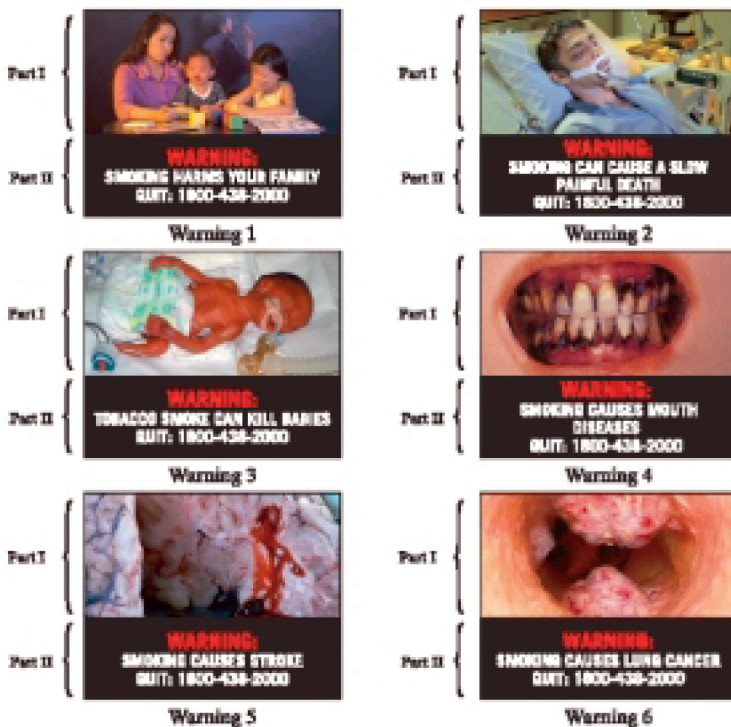 Part I
Part II
WARNING:
SMOKING HARMS YOUR FAMILY
QUIT: 1800-438-2000
Warning 1
Part I
Part II
WARNING:
SMOKING CAN CAUSE A SLOW
PAINFUL DEATH
QUIT: 1800-438-2000
Warning 2
Part I
Part II
WARNING:
TOBACCO SMOKE CAN KILL BABIES
QUIT: 1800-438-2000
Warning 3
Part I
Part II
WARNING:
SMOKING CAUSES MOUTH
DISEASES
QUIT: 1800-438-2000
Warning 4
Part I
Part II
WARNING:
SMOKING CAUSES STROKE
QUIT: 1800-438-2000
Warning 5
Part I
Part II
WARNING:
SMOKING CAUSES LUNG CANCER
QUIT: 1800-438-2000
Warning 6